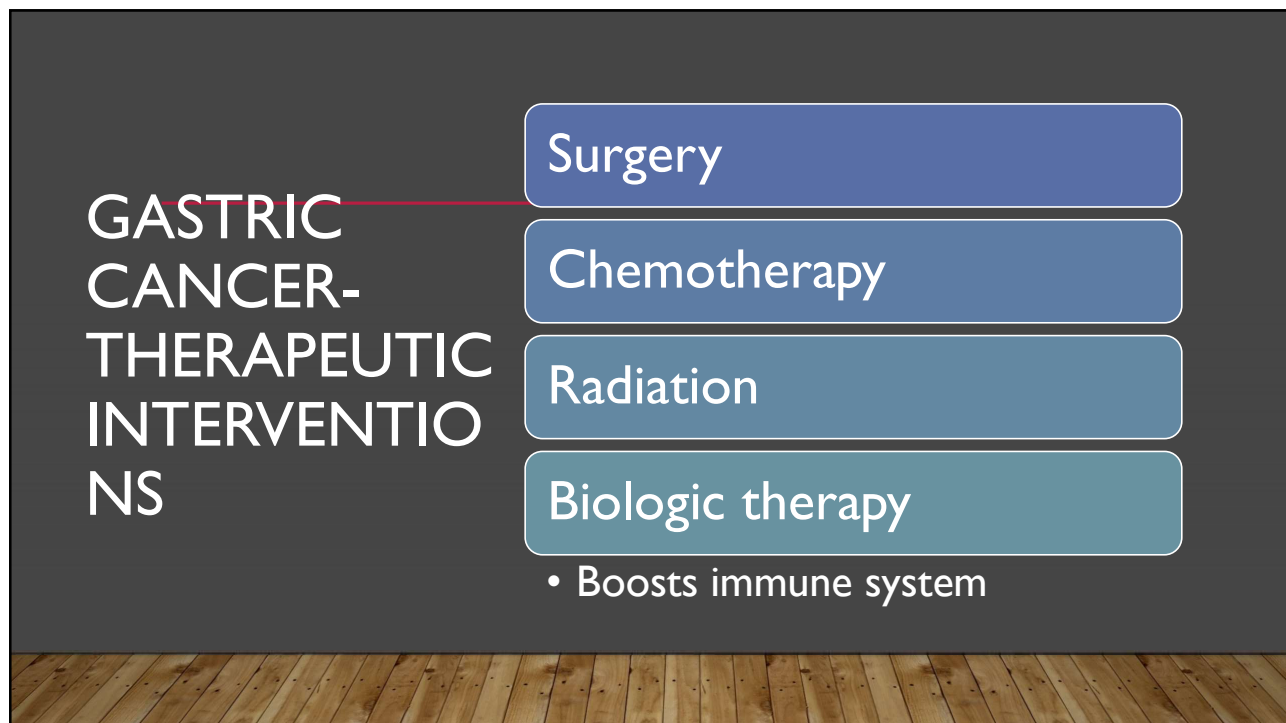 GASTRIC
CANCER-
THERAPEUTIC
INTERVENTIO
NS
Surgery
Chemotherapy
Radiation
Biologic therapy
• Boosts immune system